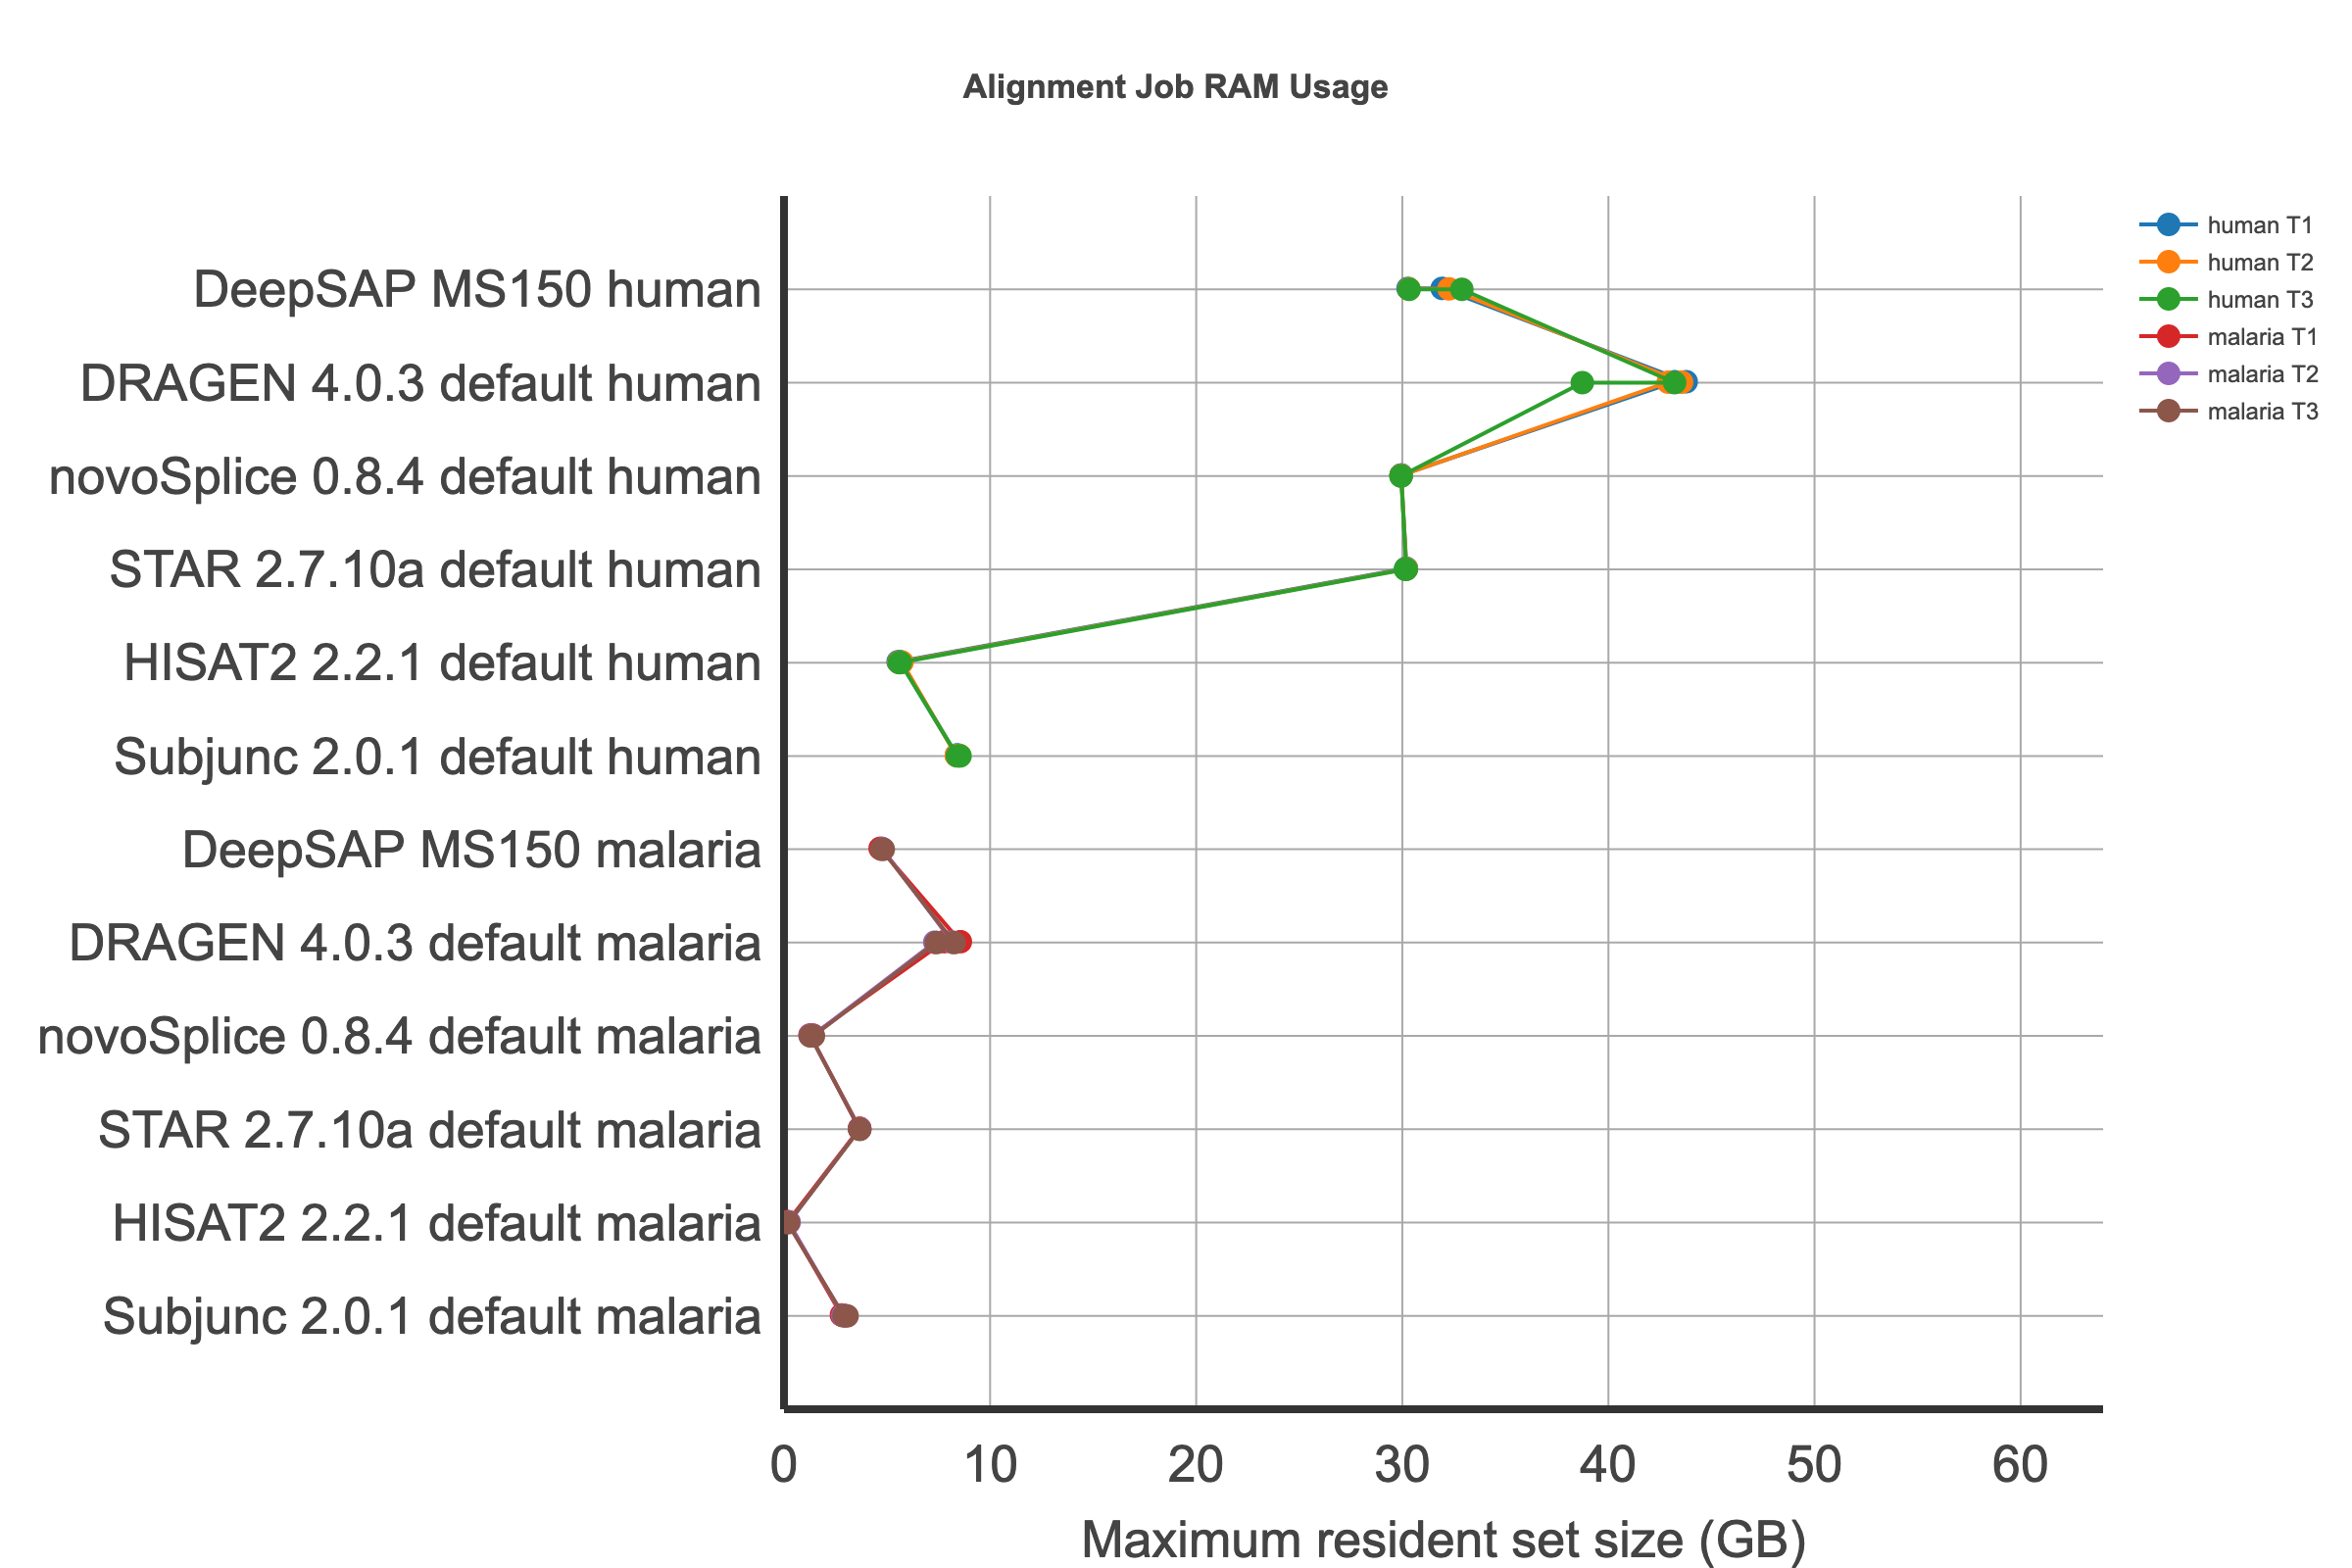 Alignment Job RAM Usage
human T1
human T2
human T3
malaria T1
malaria T2
malaria T3
DeepSAP MS150 human
DRAGEN 4.0.3 default human
novoSplice 0.8.4 default human
STAR 2.7.10a default human
HISAT2 2.2.1 default human
Subjunc 2.0.1 default human
DeepSAP MS150 malaria
DRAGEN 4.0.3 default malaria
novoSplice 0.8.4 default malaria
STAR 2.7.10a default malaria
HISAT2 2.2.1 default malaria
Subjunc 2.0.1 default malaria
0 10 20 30 40 50 60
Maximum resident set size (GB)